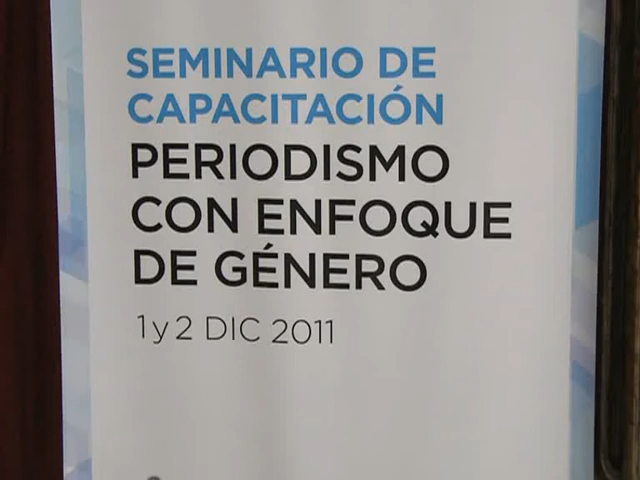 SEMINARIO DE
CAPACITACIÓN
PERIODISMO
CON ENFOQUE
DE GÉNERO
1 y 2 DIC 2011